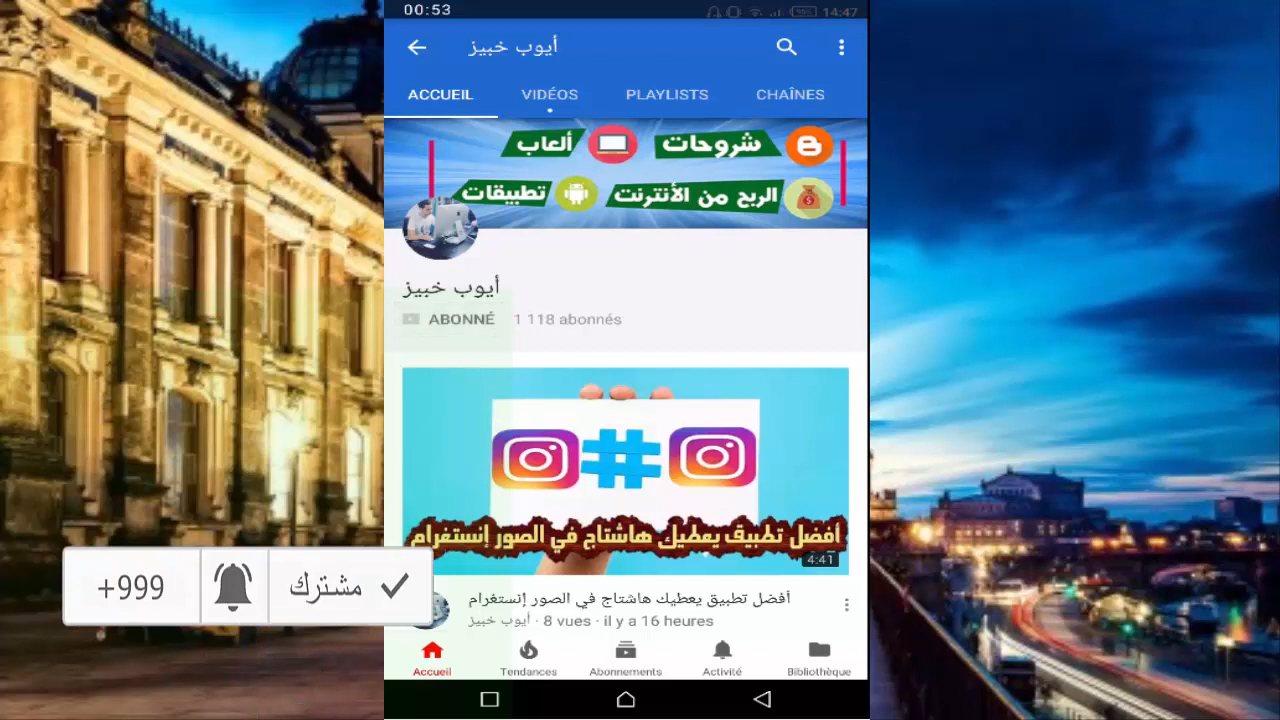 00:53 14:47
أيوب خبيز
ACCUEIL VIDÉOS PLAYLISTS CHAÎNES
شروحات ألعاب
الربح من الأنترنت تطبيقات
أيوب خبيز
ABONNÉ 1 118 abonnés
أفضل تطبيق يعطيك هاشتاج في الصور إنستغرام
4:41
+999 مشترك
أفضل تطبيق يعطيك هاشتاج في الصور إنستغرام
أيوب خبيز · 8 vues · il y a 16 heures
Accueil Tendances Abonnements Activité Bibliothèque